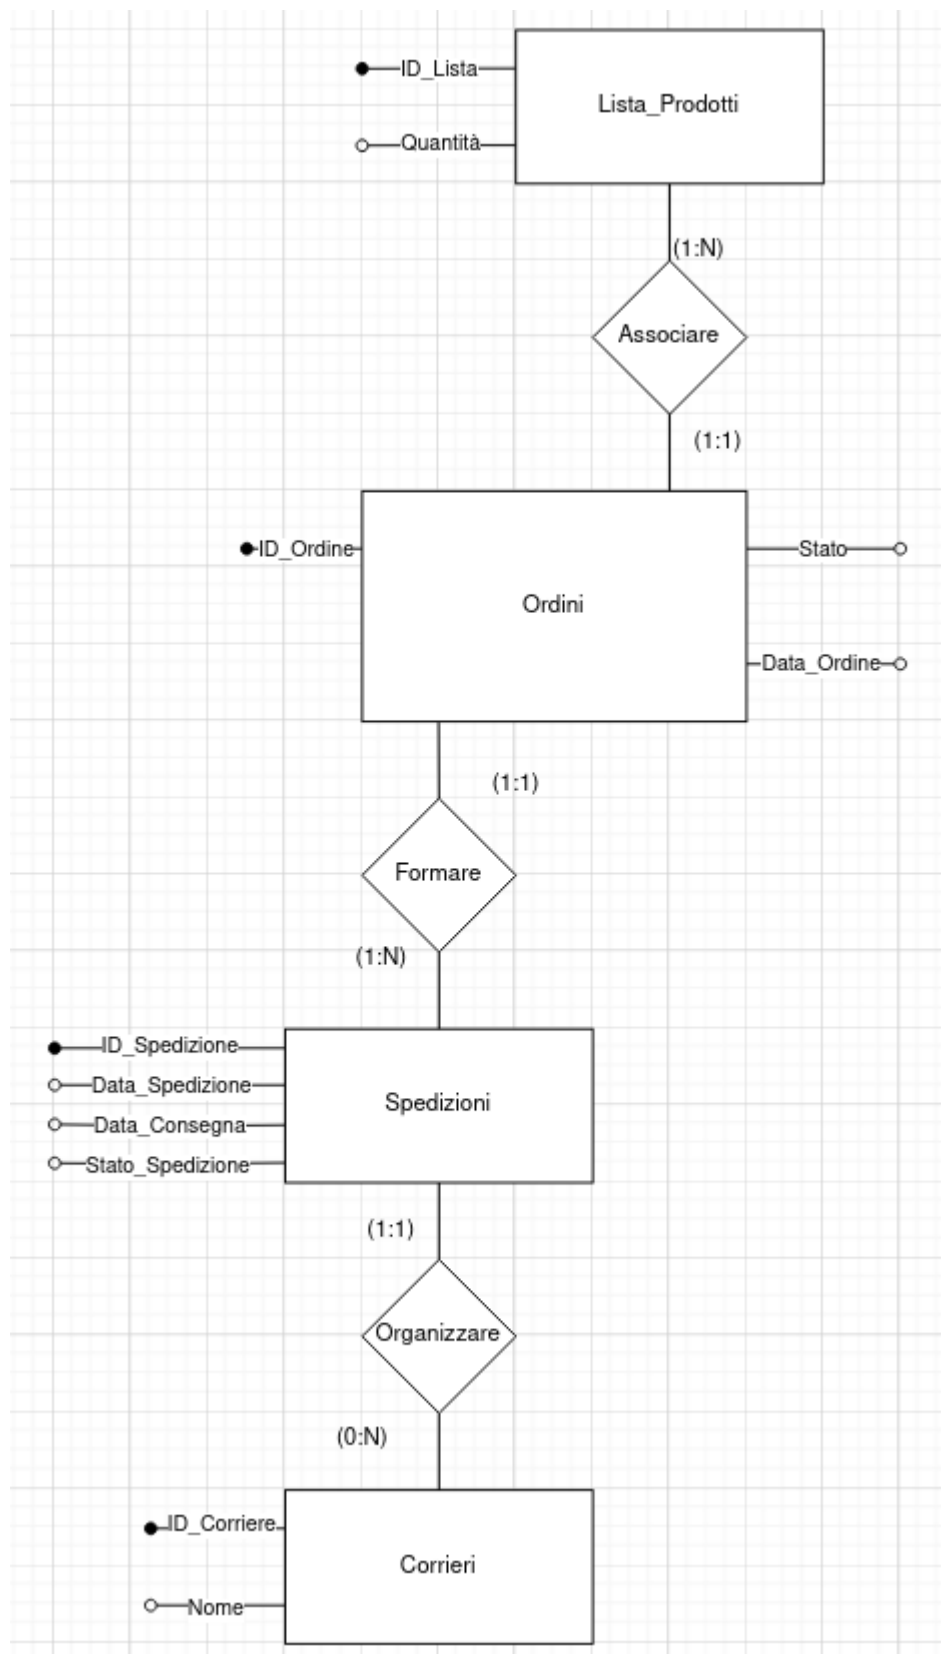 ID_Lista
Lista_Prodotti
Quantità
(1:N)
Associare
(1:1)
ID_Ordine
Stato
Ordini
Data_Ordine
(1:1)
Formare
(1:N)
ID_Spedizione
Data_Spedizione
Spedizioni
Data_Consegna
Stato_Spedizione
(1:1)
Organizzare
(0:N)
ID_Corriere
Corrieri
Nome